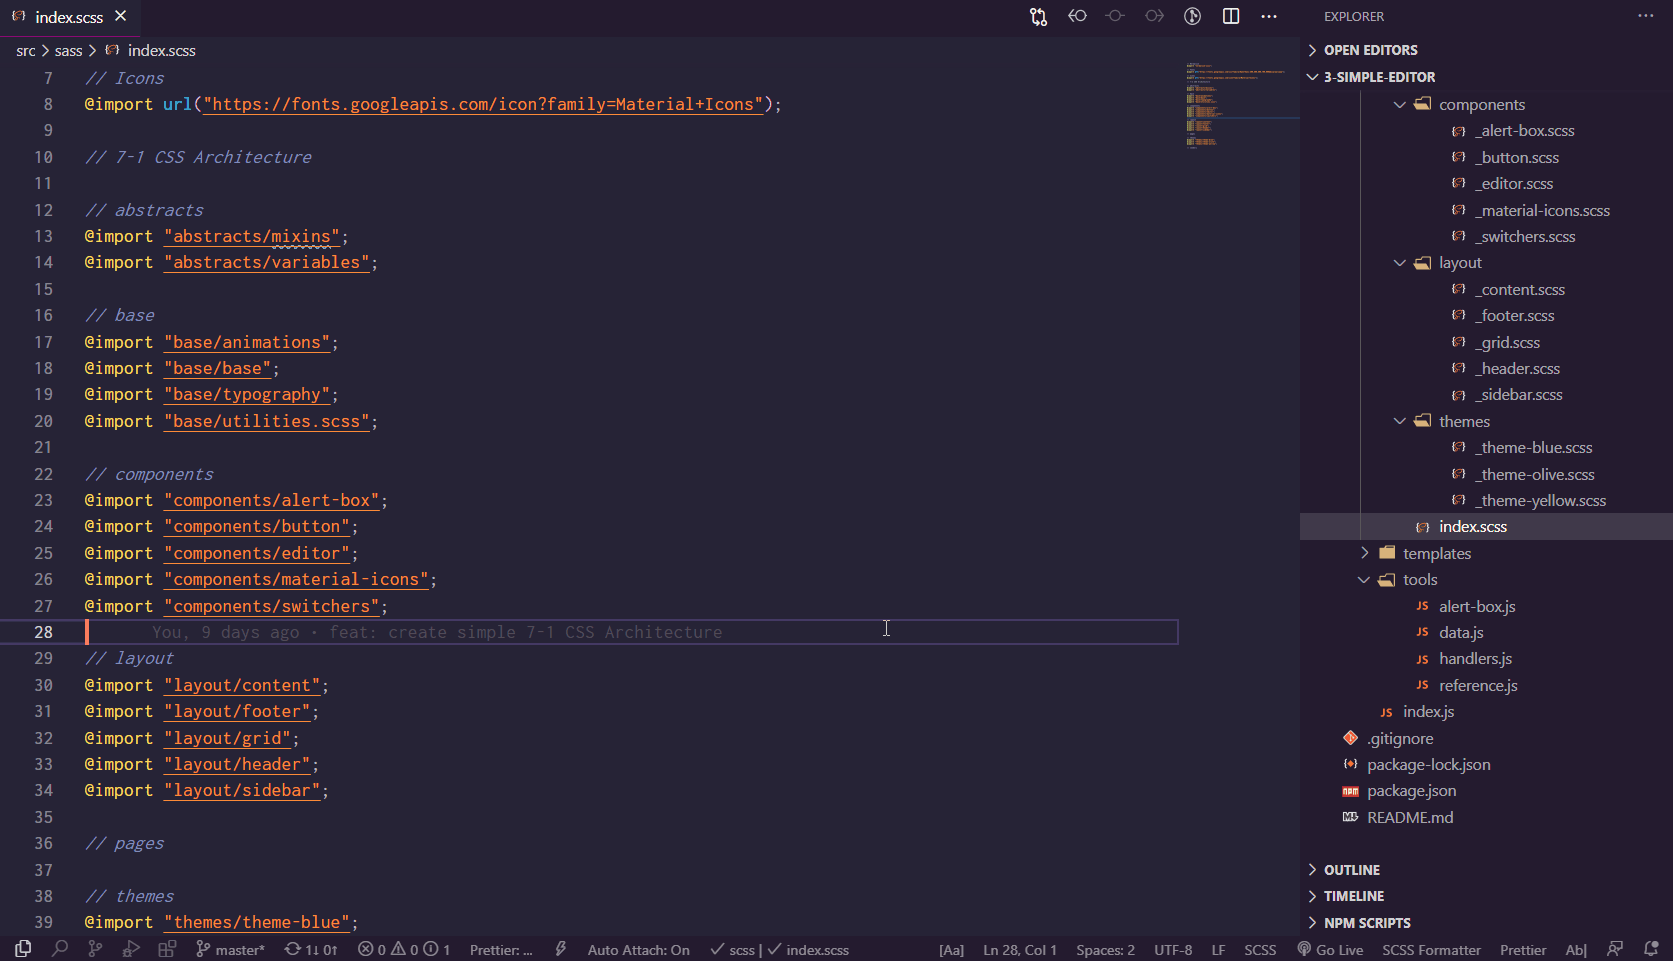 index.scss
src > sass > index.scss
7 // Icons
8 @import url("https://fonts.googleapis.com/icon?family=Material+Icons");
9
10 // 7-1 CSS Architecture
11
12 // abstracts
13 @import "abstracts/mixins";
14 @import "abstracts/variables";
15
16 // base
17 @import "base/animations";
18 @import "base/base";
19 @import "base/typography";
20 @import "base/utilities.scss";
21
22 // components
23 @import "components/alert-box";
24 @import "components/button";
25 @import "components/editor";
26 @import "components/material-icons";
27 @import "components/switchers";
28 You, 9 days ago • feat: create simple 7-1 CSS Architecture
29 // layout
30 @import "layout/content";
31 @import "layout/footer";
32 @import "layout/grid";
33 @import "layout/header";
34 @import "layout/sidebar";
35
36 // pages
37
38 // themes
39 @import "themes/theme-blue";
EXPLORER
OPEN EDITORS
3-SIMPLE-EDITOR
components
_alert-box.scss
_button.scss
_editor.scss
_material-icons.scss
_switchers.scss
layout
_content.scss
_footer.scss
_grid.scss
_header.scss
_sidebar.scss
themes
_theme-blue.scss
_theme-olive.scss
_theme-yellow.scss
index.scss
templates
tools
JS alert-box.js
JS data.js
JS handlers.js
JS reference.js
JS index.js
.gitignore
package-lock.json
npm package.json
README.md
OUTLINE
TIMELINE
NPM SCRIPTS
master* 1↓ 0↑ 0 0 1 Prettier: ... Auto Attach: On scss | index.scss [Aa] Ln 28, Col 1 Spaces: 2 UTF-8 LF SCSS Go Live SCSS Formatter Prettier Ab|